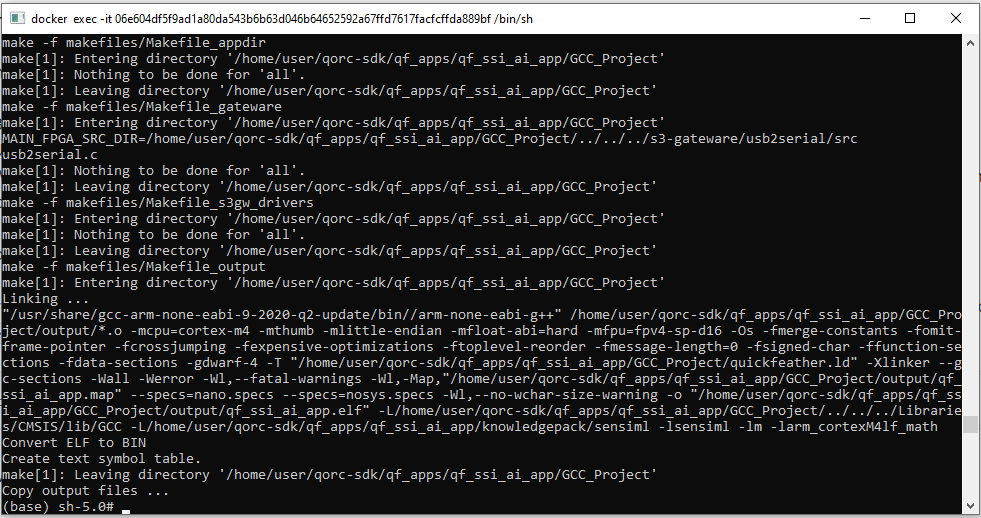 docker exec -it 06e604df5f9ad1a80da543b6b63d046b64652592a67ffd7617facfcffda889bf /bin/sh
make -f makefiles/Makefile_appdir
make[1]: Entering directory '/home/user/qorc-sdk/qf_apps/qf_ssi_ai_app/GCC_Project'
make[1]: Nothing to be done for 'all'.
make[1]: Leaving directory '/home/user/qorc-sdk/qf_apps/qf_ssi_ai_app/GCC_Project'
make -f makefiles/Makefile_gateware
make[1]: Entering directory '/home/user/qorc-sdk/qf_apps/qf_ssi_ai_app/GCC_Project'
MAIN_FPGA_SRC_DIR=/home/user/qorc-sdk/qf_apps/qf_ssi_ai_app/GCC_Project/../../../s3-gateware/usb2serial/src
usb2serial.c
make[1]: Nothing to be done for 'all'.
make[1]: Leaving directory '/home/user/qorc-sdk/qf_apps/qf_ssi_ai_app/GCC_Project'
make -f makefiles/Makefile_s3gw_drivers
make[1]: Entering directory '/home/user/qorc-sdk/qf_apps/qf_ssi_ai_app/GCC_Project'
make[1]: Nothing to be done for 'all'.
make[1]: Leaving directory '/home/user/qorc-sdk/qf_apps/qf_ssi_ai_app/GCC_Project'
make -f makefiles/Makefile_output
make[1]: Entering directory '/home/user/qorc-sdk/qf_apps/qf_ssi_ai_app/GCC_Project'
Linking ...
"/usr/share/gcc-arm-none-eabi-9-2020-q2-update/bin//arm-none-eabi-g++" /home/user/qorc-sdk/qf_apps/qf_ssi_ai_app/GCC_Pro
ject/output/*.o -mcpu=cortex-m4 -mthumb -mlittle-endian -mfloat-abi=hard -mfpu=fpv4-sp-d16 -Os -fmerge-constants -fomit-
frame-pointer -fcrossjumping -fexpensive-optimizations -ftoplevel-reorder -fmessage-length=0 -fsigned-char -ffunction-se
ctions -fdata-sections -gdwarf-4 -T "/home/user/qorc-sdk/qf_apps/qf_ssi_ai_app/GCC_Project/quickfeather.ld" -Xlinker --g
c-sections -Wall -Werror -Wl,--fatal-warnings -Wl,-Map,"/home/user/qorc-sdk/qf_apps/qf_ssi_ai_app/GCC_Project/output/qf_
ssi_ai_app.map" --specs=nano.specs --specs=nosys.specs -Wl,--no-wchar-size-warning -o "/home/user/qorc-sdk/qf_apps/qf_ss
i_ai_app/GCC_Project/output/qf_ssi_ai_app.elf" -L/home/user/qorc-sdk/qf_apps/qf_ssi_ai_app/GCC_Project/../../../Librarie
s/CMSIS/lib/GCC -L/home/user/qorc-sdk/qf_apps/qf_ssi_ai_app/knowledgepack/sensiml -lsensiml -lm -larm_cortexM4lf_math
Convert ELF to BIN
Create text symbol table.
make[1]: Leaving directory '/home/user/qorc-sdk/qf_apps/qf_ssi_ai_app/GCC_Project'
Copy output files ...
(base) sh-5.0#